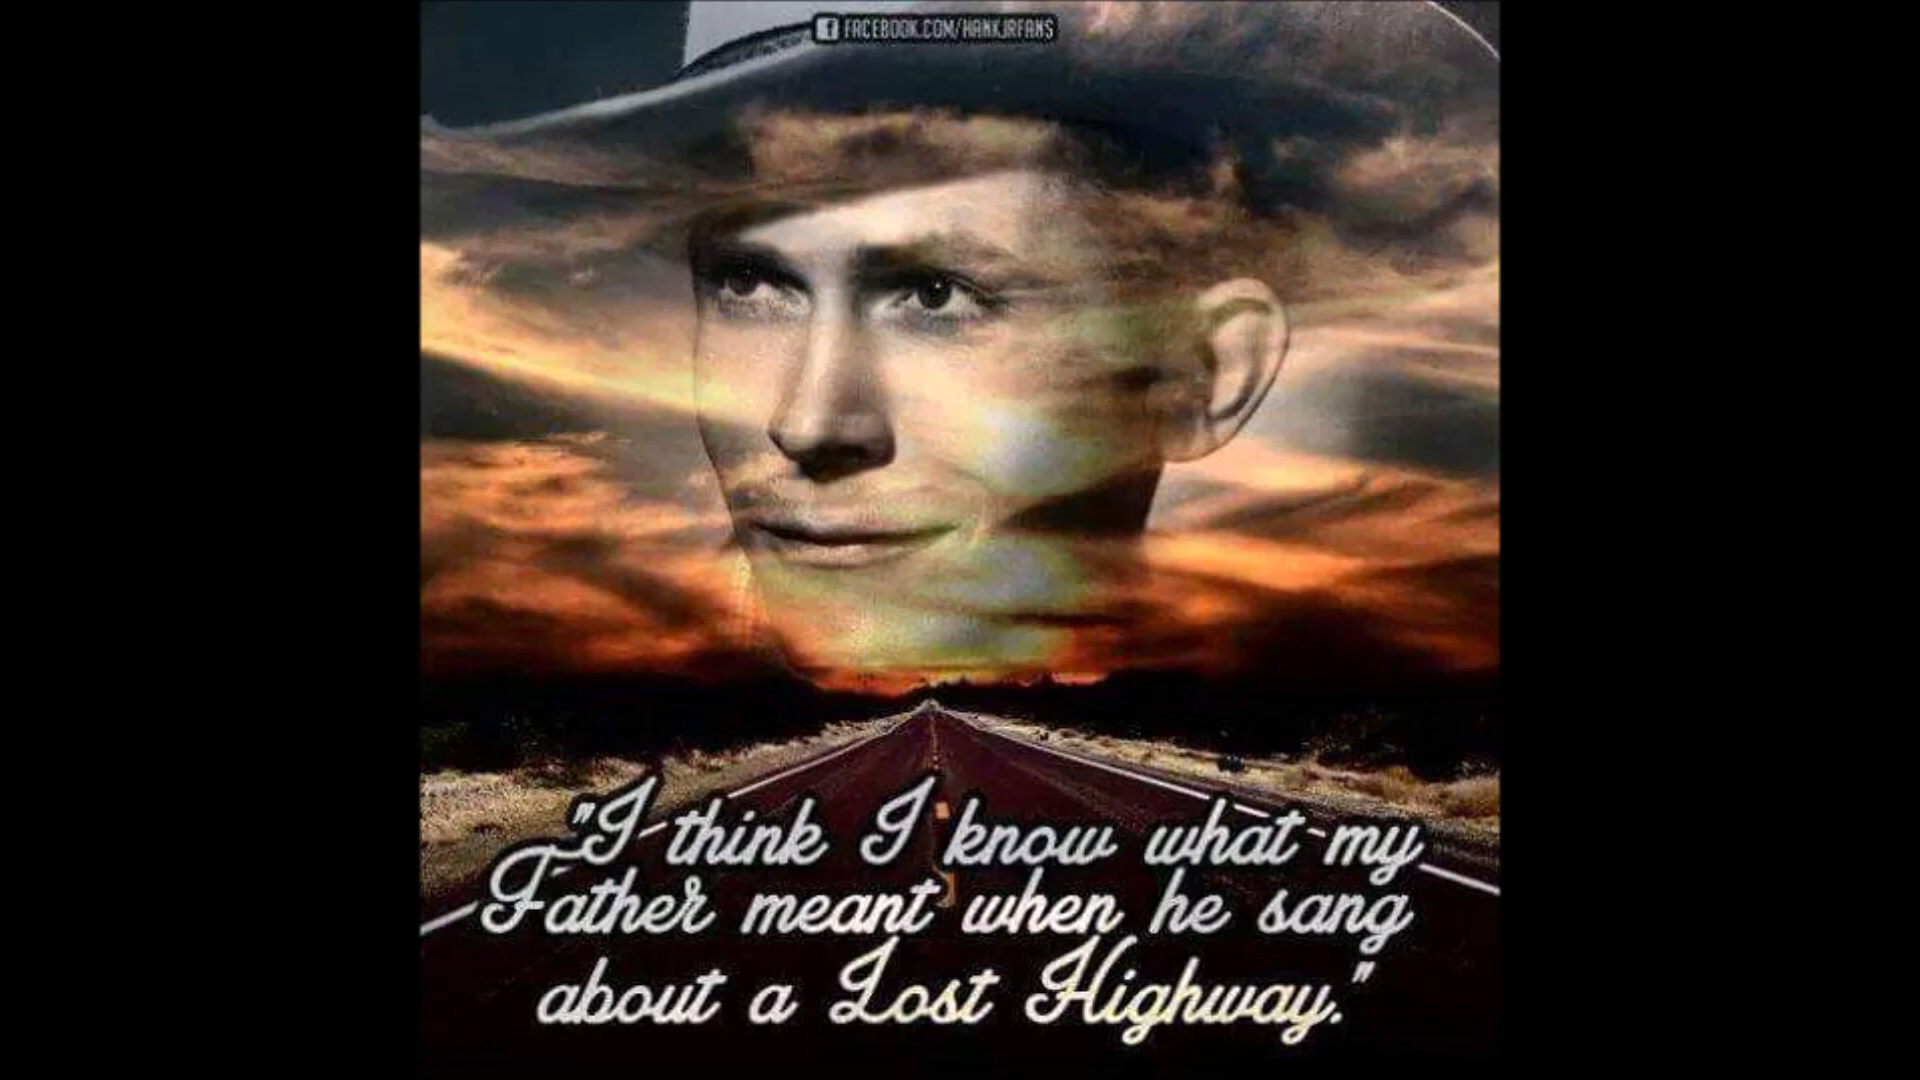 FACEBOOK.COM/HANKJRFANS
"I think I know what my
Father meant when he sang
about a Lost Highway."